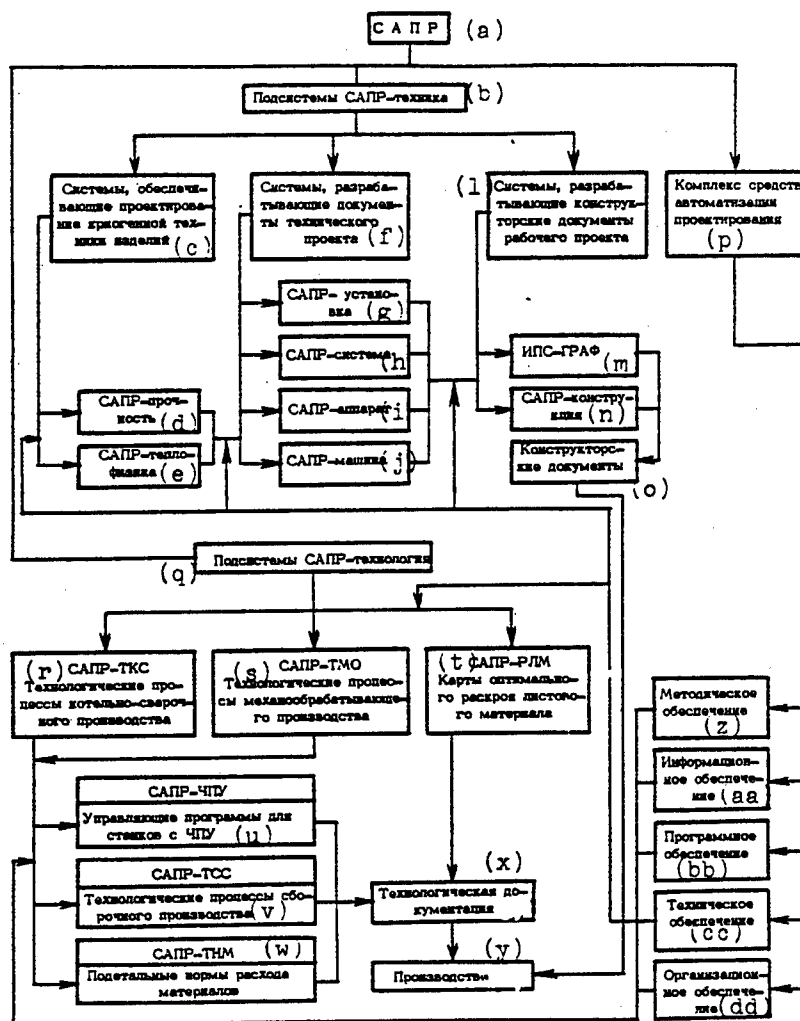 САПР (a)
Подсистемы САПР-техника (b)
Системы, обеспечи-
вающие проектирова-
ние криогенной тех-
ники изделий (c)
Системы, разраба-
тывающие докумен-
ты технического
проекта (f)
(l) Системы, разраба-
тывающие конструк-
торские документы
рабочего проекта
Комплекс средств
автоматизации
проектирования
(p)
САПР- установ-
ка (g)
САПР-система (h
САПР-аппарат (i)
САПР-машина (j)
ИПС-ГРАФ (m
САПР-констру-
кция (n)
Конструкторс-
кие документы
(o)
САПР-проч-
ность (d)
САПР-тепло-
физика (e)
(q) Подсистемы САПР-технология
(r) САПР-ТКС
Технологические про-
цессы котельно-свароч-
ного производства
(s) САПР-ТМО
Технологические процес-
сы механообрабатывающе-
го производства
(t) САПР-РЛМ
Карты оптимально-
го раскроя листово-
го материала
САПР-ЧПУ
Управляющие программы для
станков с ЧПУ (u)
САПР-ТСС
Технологические процессы сбо-
рочного производства (v)
САПР-ТНМ (w)
Подетальные нормы расхода
материалов
(x)
Технологическая до-
кументация
(y)
Производств
Методическое
обеспечение
(z)
Информацион-
ное обеспече-
ние (aa
Программное
обеспечение
(bb)
Техническое
обеспечение
(cc)
Организацион-
ное обеспече-
ние (dd)